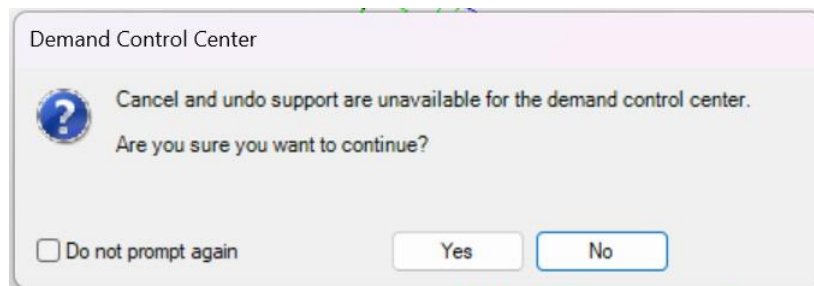 Demand Control Center
Cancel and undo support are unavailable for the demand control center.
Are you sure you want to continue?
Do not prompt again
Yes
No